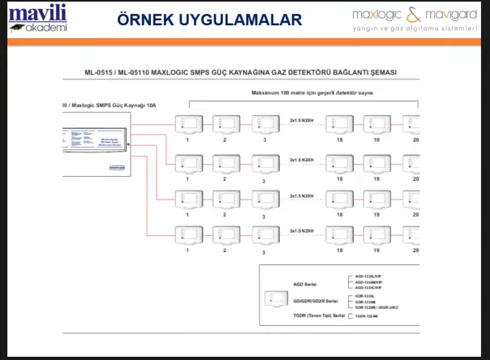 mavili
akademi
ÖRNEK UYGULAMALAR
maxlogic & mavigard
yangın ve gaz algılama sistemleri
ML-0515 / ML-05110 MAXLOGIC SMPS GÜÇ KAYNAĞINA GAZ DETEKTÖRÜ BAĞLANTI ŞEMASI
Maksimum 100 metre için geçerli detektör sayısı
/ Maxlogic SMPS Güç Kaynağı 10A
2x1.5 N2XH
1 2 3 18 19 20
2x1.5 N2XH
1 2 3 18 19 20
2x1.5 N2XH
1 2 3 18 19 20
2x1.5 N2XH
1 2 3 18 19 20
AGD Serisi
GD/GDR/GD2R Serisi
TGDR (Tavan Tipi) Serisi